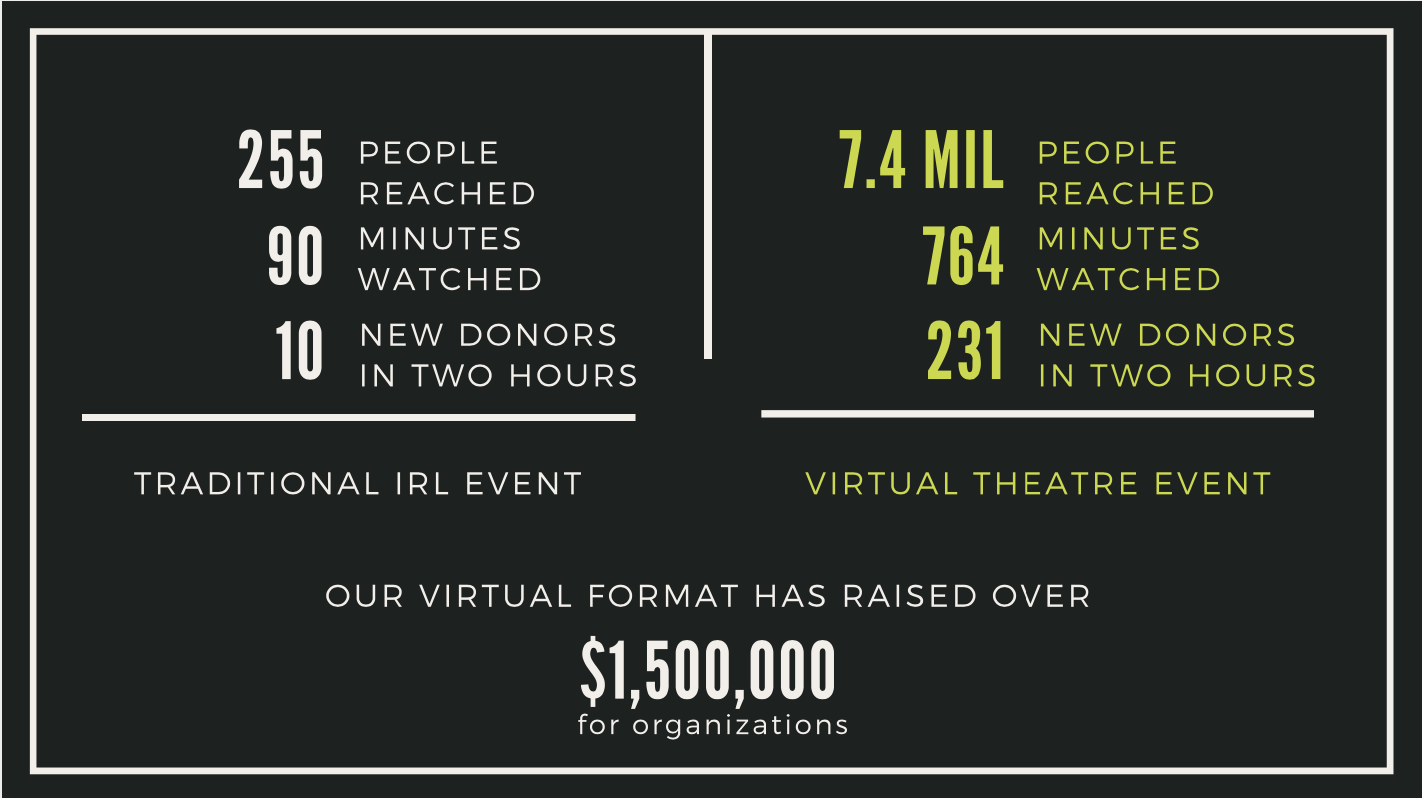 255 PEOPLE
REACHED
90 MINUTES
WATCHED
10 NEW DONORS
IN TWO HOURS
TRADITIONAL IRL EVENT
7.4 MIL PEOPLE
REACHED
764 MINUTES
WATCHED
231 NEW DONORS
IN TWO HOURS
VIRTUAL THEATRE EVENT
OUR VIRTUAL FORMAT HAS RAISED OVER
$1,500,000
for organizations